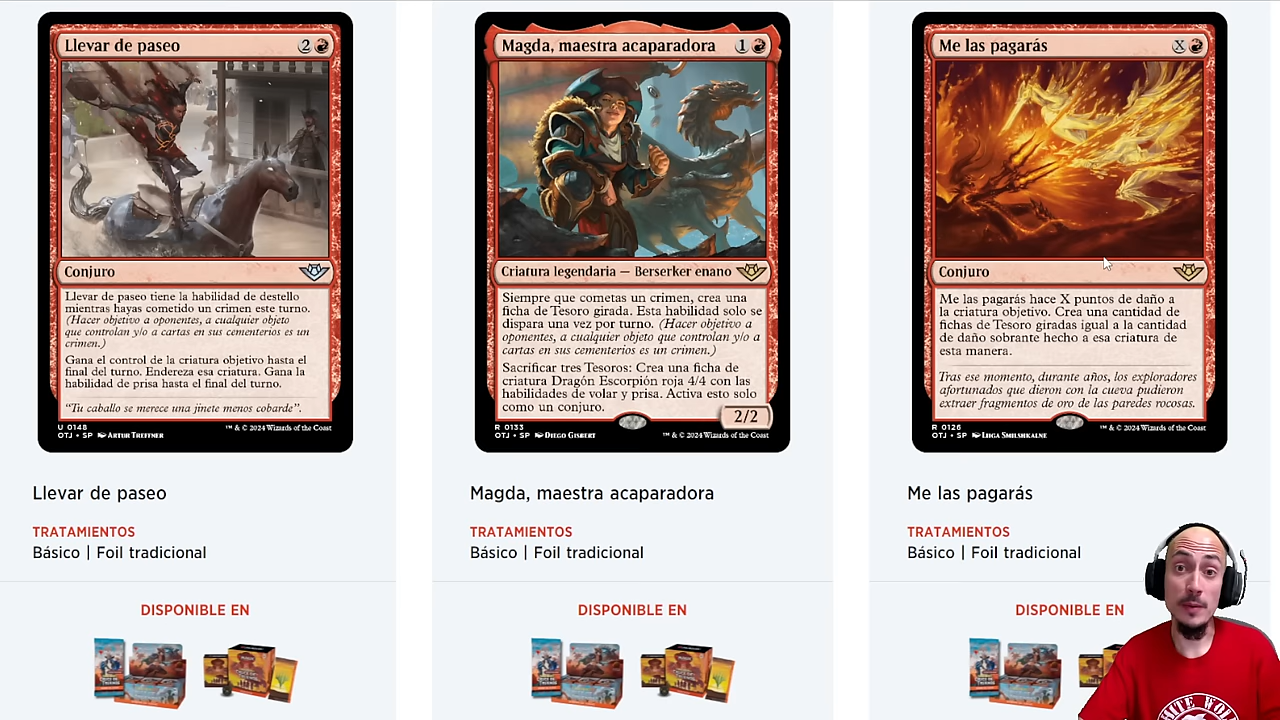 Llevar de paseo
2
Conjuro
Llevar de paseo tiene la habilidad de destello
mientras hayas cometido un crimen este turno.
(Hacer objetivo a oponentes, a cualquier objeto
que controlan y/o a cartas en sus cementerios es un
crimen.)
Gana el control de la criatura objetivo hasta el
final del turno. Endereza esa criatura. Gana la
habilidad de prisa hasta el final del turno.
“Tu caballo se merece una jinete menos cobarde”.
U 0148
OTJ • SP ARTUR TREFFNER
™ & © 2024 Wizards of the Coast
Magda, maestra acaparadora
1
Criatura legendaria — Berserker enano
Siempre que cometas un crimen, crea una
ficha de Tesoro girada. Esta habilidad solo se
dispara una vez por turno. (Hacer objetivo a
oponentes, a cualquier objeto que controlan y/o a
cartas en sus cementerios es un crimen.)
Sacrificar tres Tesoros: Crea una ficha de
criatura Dragón Escorpión roja 4/4 con las
habilidades de volar y prisa. Activa esto solo
como un conjuro.
2/2
R 0133
OTJ • SP DIEGO GISBERT
™ & © 2024 Wizards of the Coast
Me las pagarás
X
Conjuro
Me las pagarás hace X puntos de daño a
la criatura objetivo. Crea una cantidad de
fichas de Tesoro giradas igual a la cantidad
de daño sobrante hecho a esa criatura de
esta manera.
Tras ese momento, durante años, los exploradores
afortunados que dieron con la cueva pudieron
extraer fragmentos de oro de las paredes rocosas.
R 0126
OTJ • SP LIIGA SMILSHKALNE
™ & © 2024 Wizards of the Coast
Llevar de paseo
TRATAMIENTOS
Básico | Foil tradicional
DISPONIBLE EN
Magda, maestra acaparadora
TRATAMIENTOS
Básico | Foil tradicional
DISPONIBLE EN
Me las pagarás
TRATAMIENTOS
Básico | Foil tradicional
DISPONIBLE EN
WHITE WOL